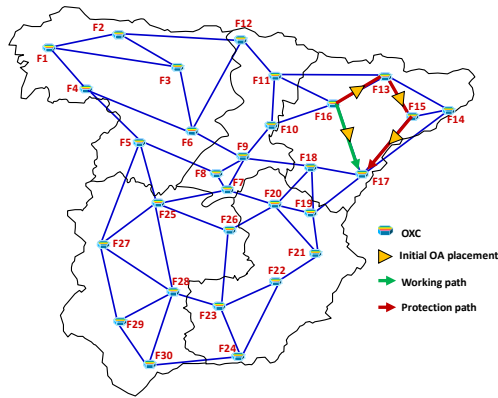 F2
F12
F1
F3
F11
F13
F4
F16
F15
F14
F10
F5
F6
F9
F18
F8
F17
F7
F20
F25
F19
F26
F27
F21
F28
F22
F23
F29
F24
F30
OXC
Initial OA placement
Working path
Protection path